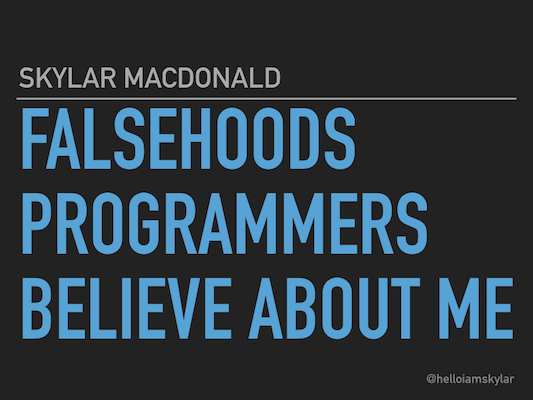 SKYLAR MACDONALD
FALSEHOODS
PROGRAMMERS
BELIEVE ABOUT ME
@helloiamskylar